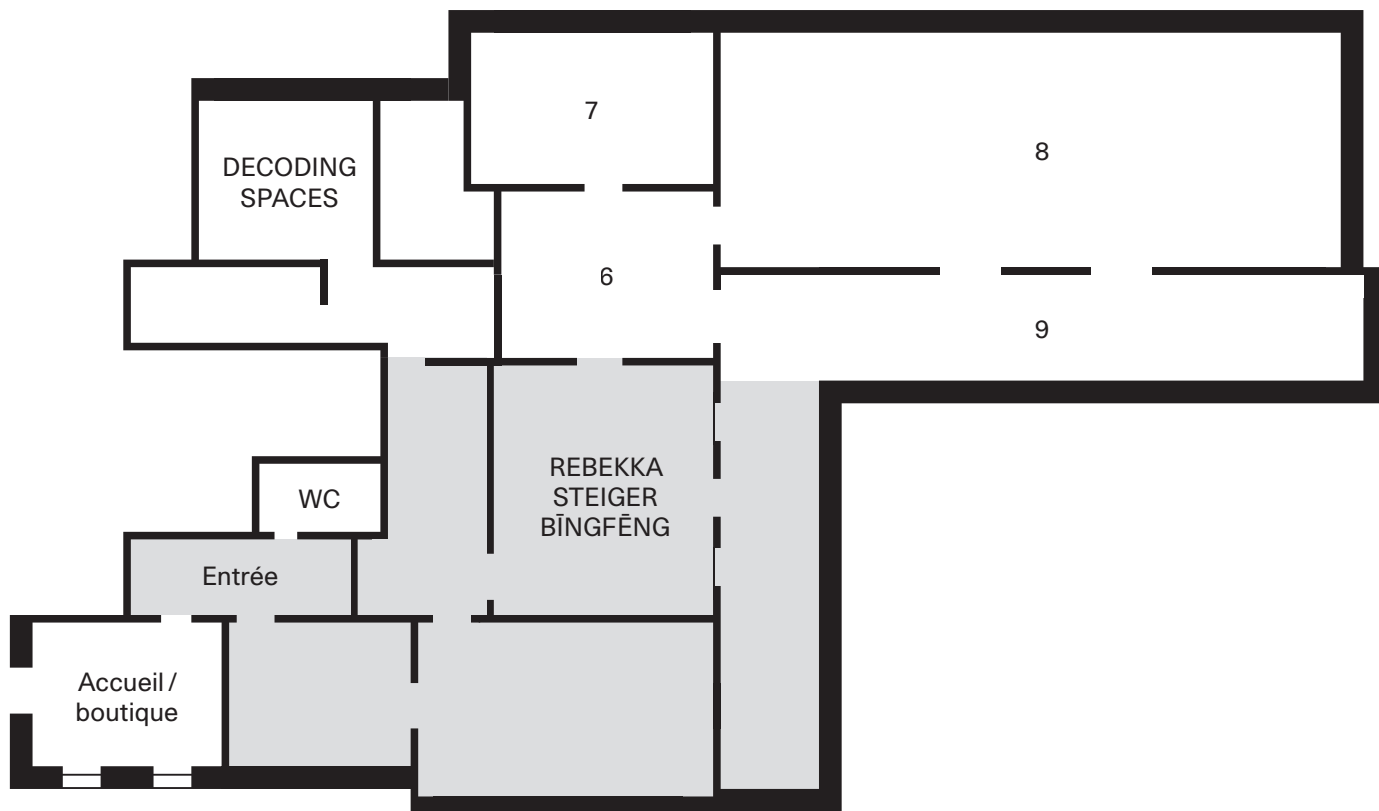 7
8
DECODING
SPACES
6
9
REBEKKA
STEIGER
BĪNGFĒNG
WC
Entrée
Accueil /
boutique